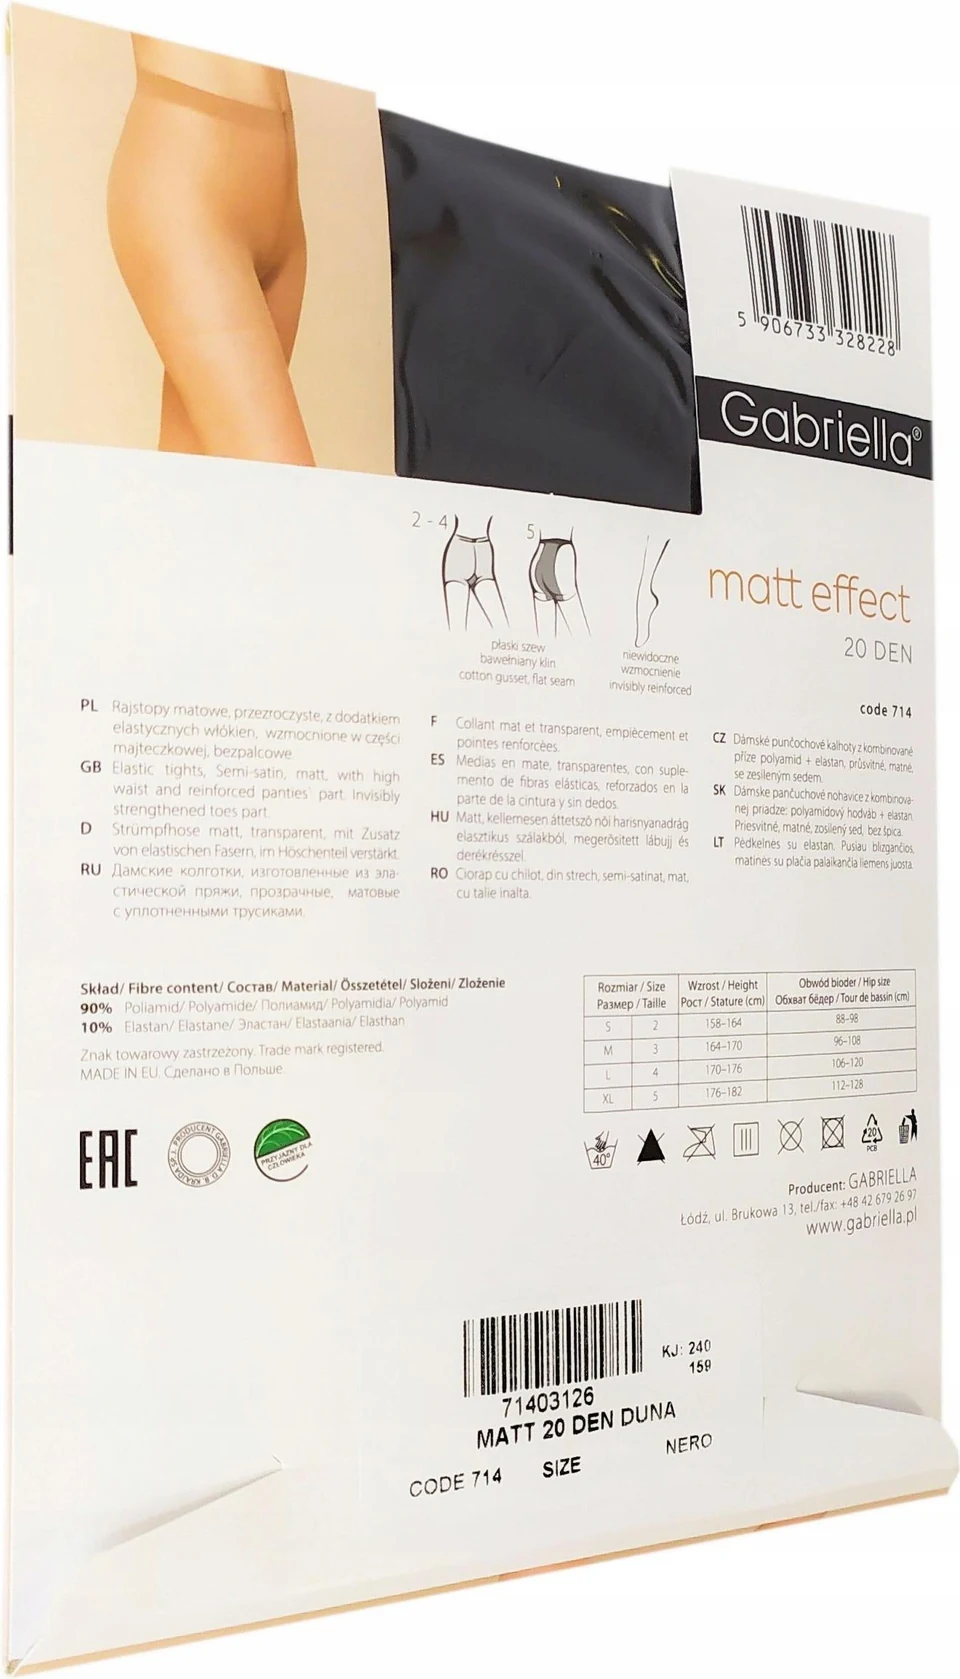 5 906733 328228
Gabriella®
matt effect
20 DEN
code 714
2 - 4
5
płaski szew
bawełniany klin
cotton gusset, flat seam
niewidoczne
wzmocnienie
invisibly reinforced
PL Rajstopy matowe, przezroczyste, z dodatkiem
elastycznych włókien, wzmocnione w części
majteczkowej, bezpalcowe.
GB Elastic tights, Semi-satin, matt, with high
waist and reinforced panties` part. Invisibly
strengthened toes part.
D Strümpfhose matt, transparent, mit Zusatz
von elastischen Fasern, im Höschenteil verstärkt.
RU Дамские колготки, изготовленные из эла-
стической пряжи, прозрачные, матовые
с уплотненными трусиками.
F Collant mat et transparent, empiècement et
pointes renforcées.
ES Medias en mate, transparentes, con suple-
mento de fibras elásticas, reforzados en la
parte de la cintura y sin dedos.
HU Matt, kellemesen áttetsző női harisnyanadrág
elasztikus szálakból, megerősitett lábujj és
derékrésszel.
RO Ciorap cu chilot, din strech, semi-satinat, mat,
cu talie inalta.
CZ Dámské punčochové kalhoty z kombinované
příze polyamid + elastan, průsvitné, matné,
se zesileným sedem.
SK Dámske pančuchové nohavice z kombinova-
nej priadze: polyamidový hodváb + elastan.
Priesvitné, matné, zosilený sed, bez špica.
LT Pėdkelnės su elastan. Pusiau blizgančios,
matinės su plačia palaikančia liemens juosta.
Skład/ Fibre content/ Состав/ Material/ Összetétel/ Složení/ Zlożenie
90% Poliamid/ Polyamide/ Полиамид/ Polyamidia/ Polyamid
10% Elastan/ Elastane/ Эластан/ Elastaania/ Elasthan
Znak towarowy zastrzeżony. Trade mark registered.
MADE IN EU. Сделано в Польше.
Rozmiar / Size Wzrost / Height Obwód bioder / Hip size
Размер / Taille Рост / Stature (cm) Обхват бёдер / Tour de bassin (cm)
S 2 158–164 88–98
M 3 164–170 96–108
L 4 170–176 106–120
XL 5 176–182 112–128
EAC
PRODUCENT GABRIELLA D. B. KRAJDA SP. J.
PRZYJAZNY DLA
CZŁOWIEKA
40°
20
PCB
Producent: GABRIELLA
Łódź, ul. Brukowa 13, tel./fax: +48 42 679 26 97
www.gabriella.pl
KJ: 240
159
71403126
MATT 20 DEN DUNA
CODE 714 SIZE NERO